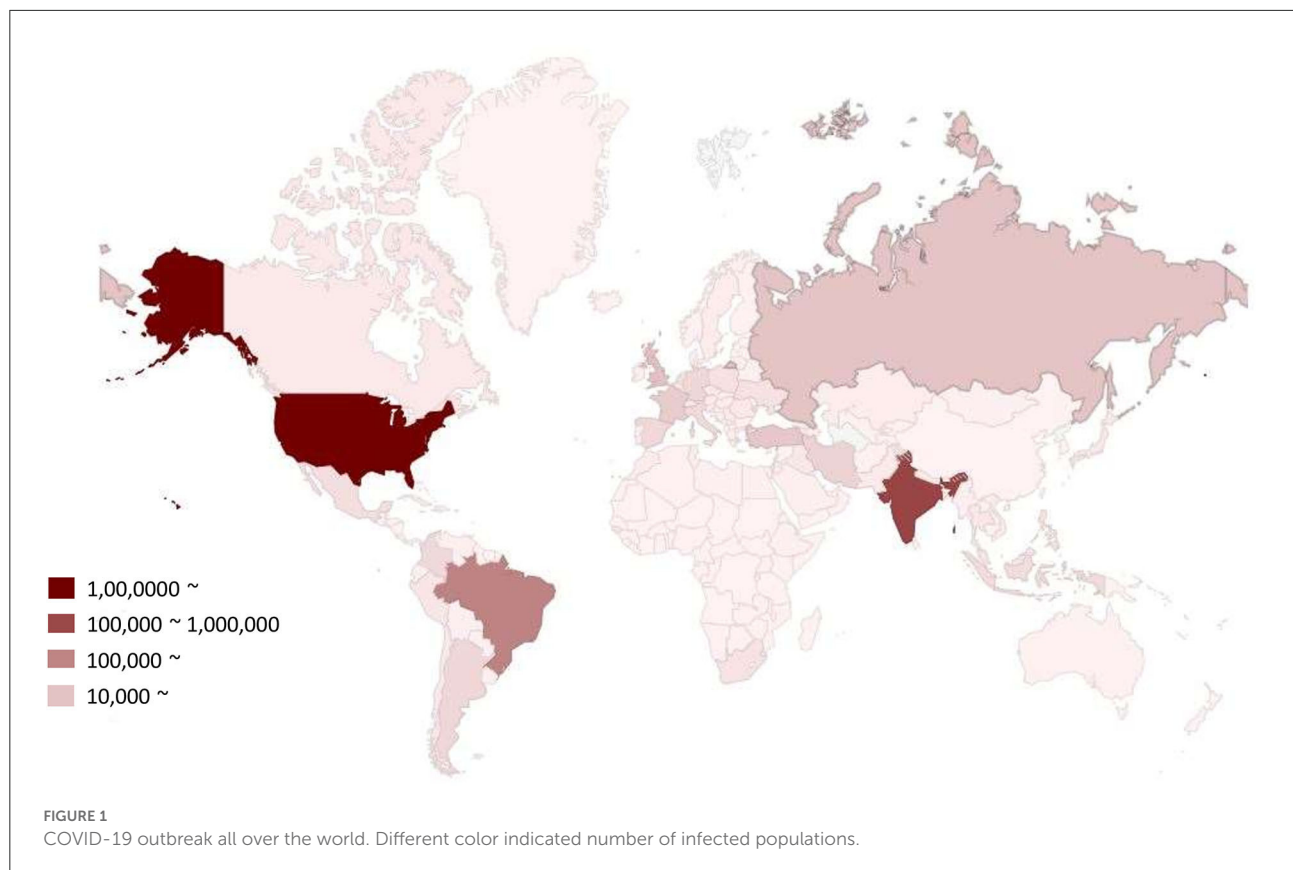 1,00,0000 ~
100,000 ~ 1,000,000
100,000 ~
10,000 ~
FIGURE 1
COVID-19 outbreak all over the world. Different color indicated number of infected populations.